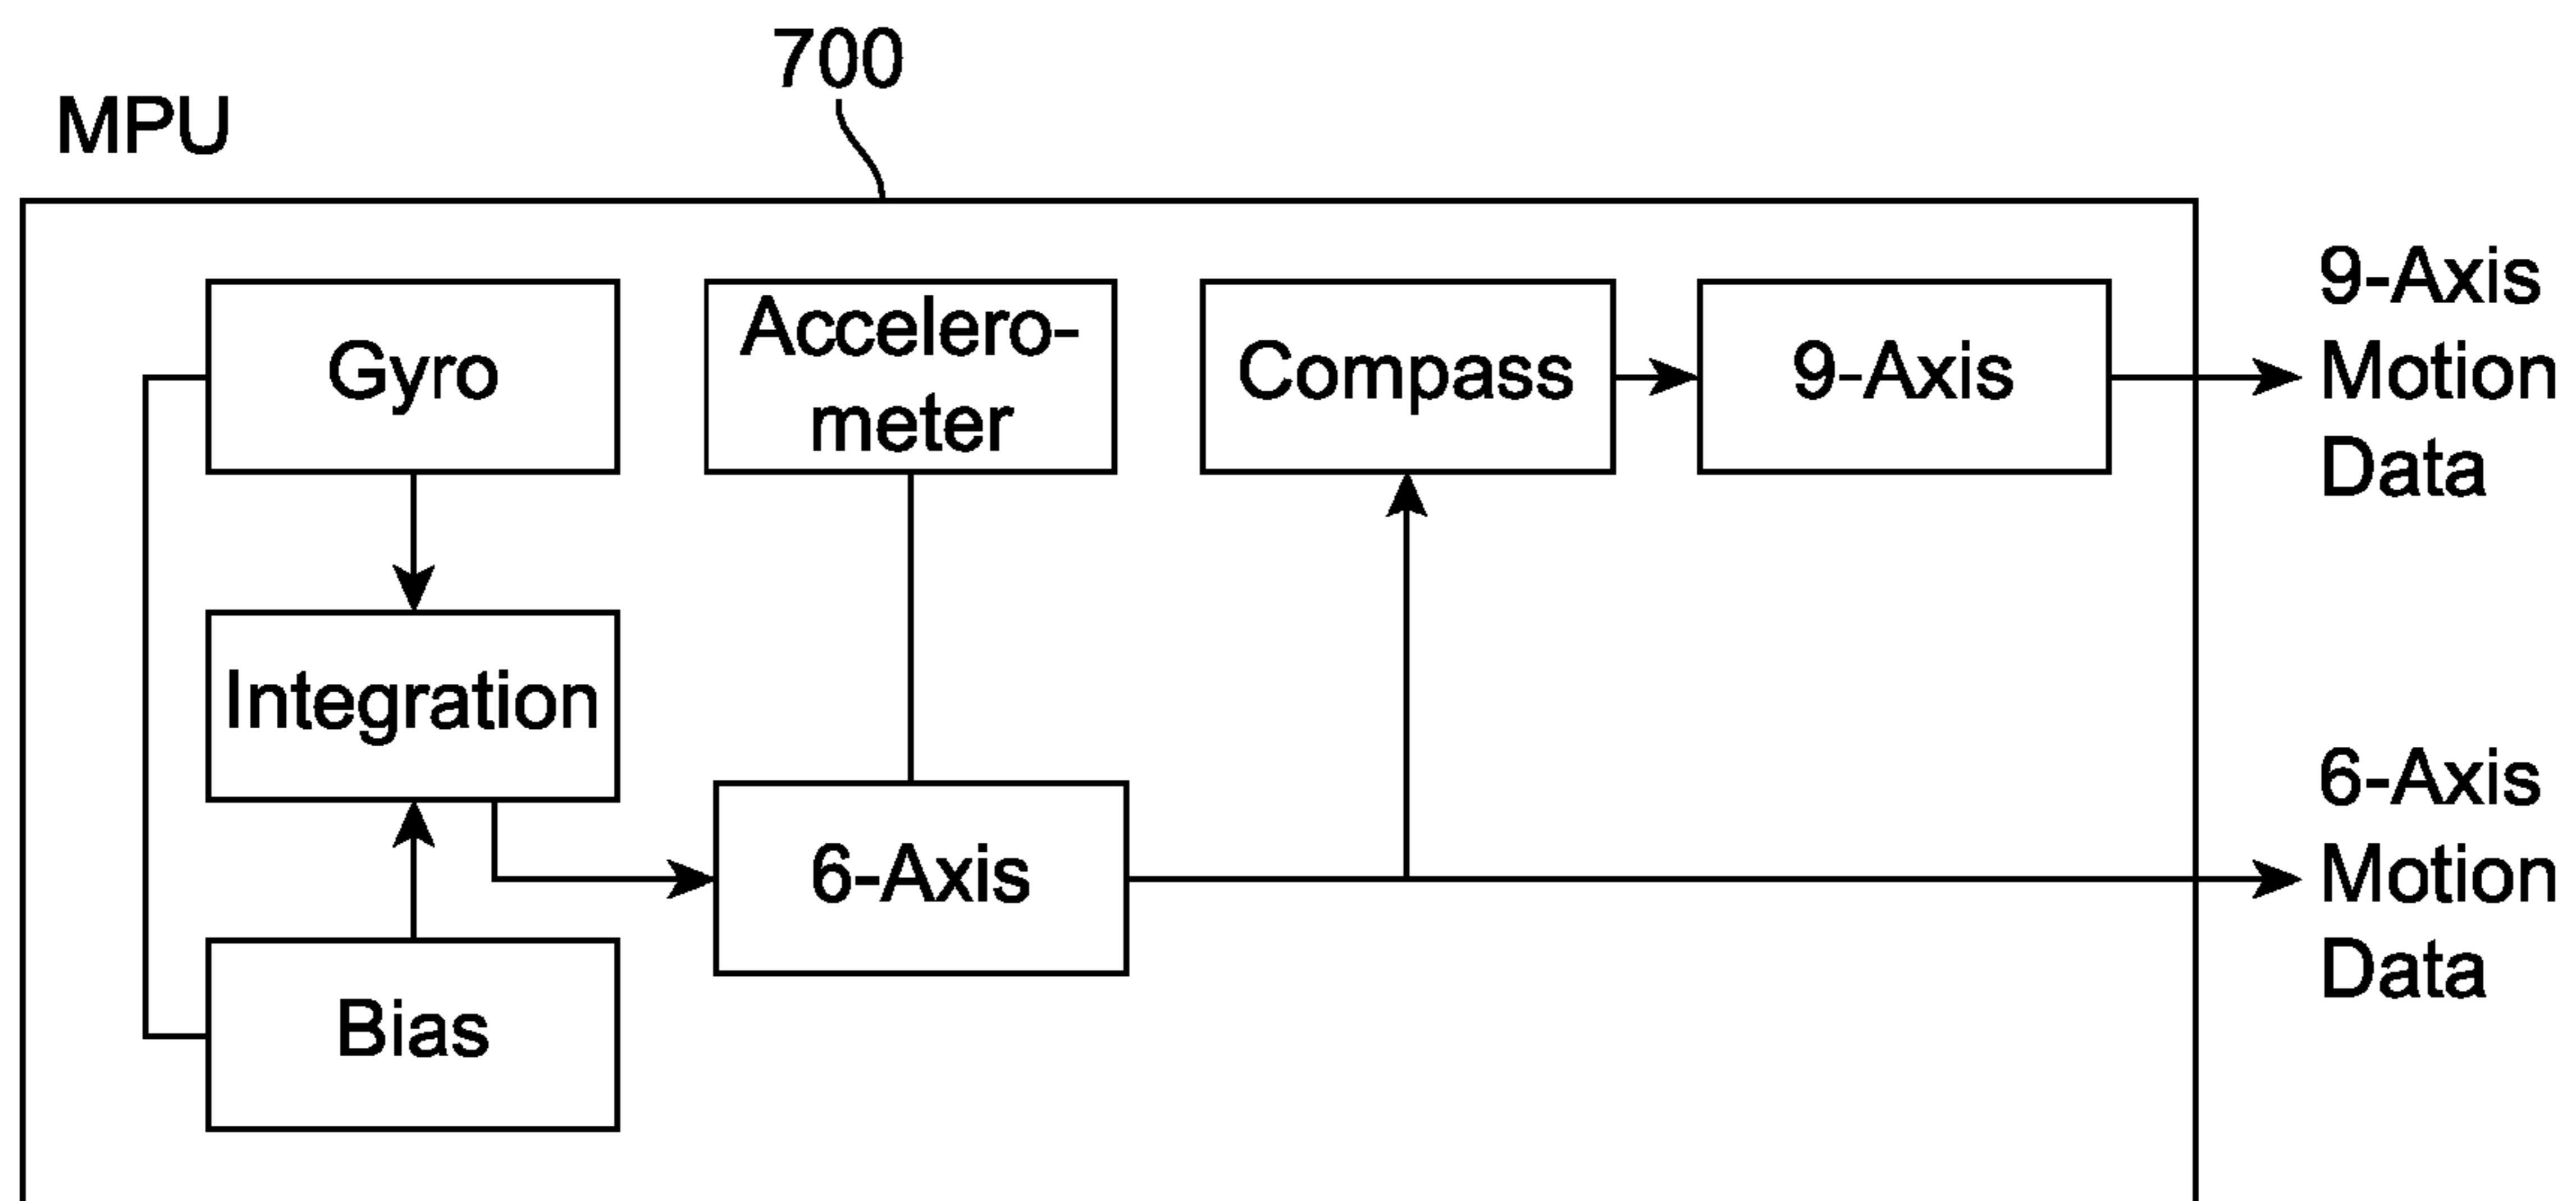 700
MPU
Gyro
Accelero-
meter
Compass
9-Axis
9-Axis
Motion
Data
Integration
6-Axis
6-Axis
Motion
Data
Bias